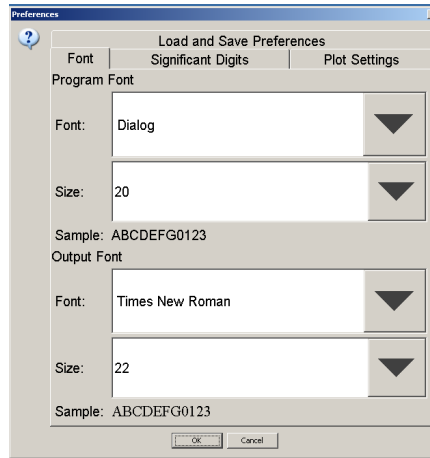 Preferences
Load and Save Preferences
Font Significant Digits Plot Settings
Program Font
Font: Dialog
Size: 20
Sample: ABCDEFG0123
Output Font
Font: Times New Roman
Size: 22
Sample: ABCDEFG0123
OK Cancel